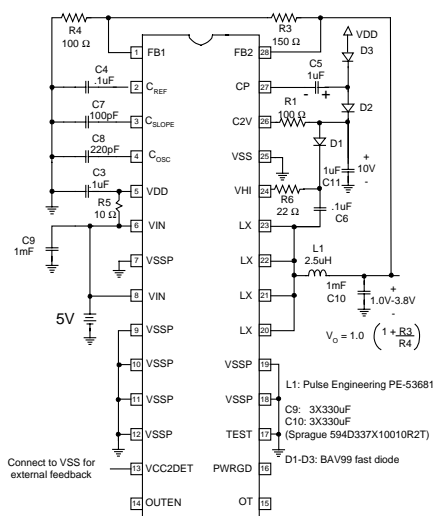 R4
100 Ω
R3
150 Ω
VDD
D3
1 FB1
FB2 28
C5
1uF
C4
.1uF
2 CREF
CP 27
- +
D2
C7
100pF
R1
100 Ω
3 CSLOPE
C2V 26
D1
C8
220pF
4 COSC
VSS 25
1uF
C11
+
10V
-
C3
.1uF
5 VDD
VHI 24
R6
22 Ω
R5
10 Ω
.1uF
C6
6 VIN
LX 23
C9
1mF
7 VSSP
LX 22
L1
2.5uH
8 VIN
LX 21
1mF
C10
+
1.0V-3.8V
-
5V
9 VSSP
LX 20
VO = 1.0 (1+R3/R4)
10 VSSP
VSSP 19
L1: Pulse Engineering PE-53681
11 VSSP
VSSP 18
C9: 3X330uF
C10: 3X330uF
12 VSSP
TEST 17
(Sprague 594D337X10010R2T)
Connect to VSS for
external feedback
13 VCC2DET
PWRGD 16
D1-D3: BAV99 fast diode
14 OUTEN
OT 15